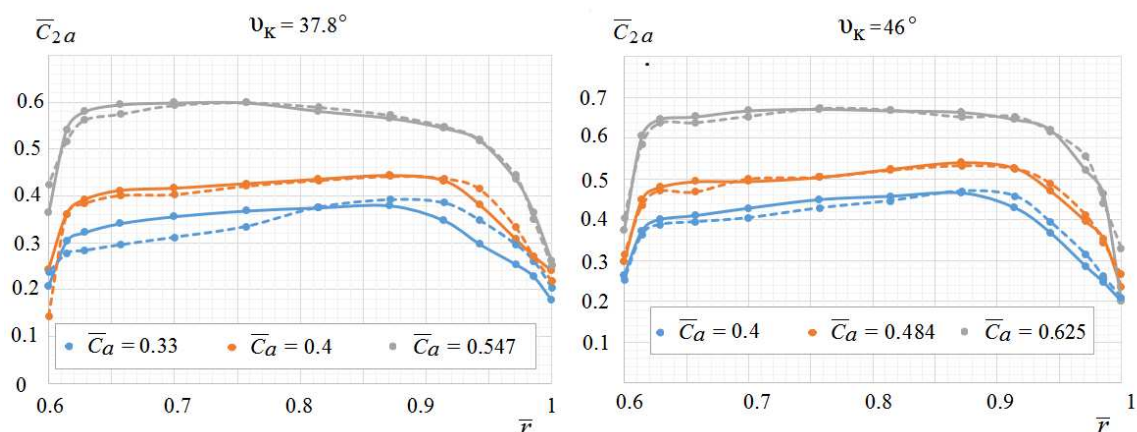 C̅₂ₐ
υ_K = 37.8°
0.6
0.5
0.4
0.3
0.2
0.1
0
C̅ₐ = 0.33 C̅ₐ = 0.4 C̅ₐ = 0.547
0.6 0.7 0.8 0.9 1
r̅
C̅₂ₐ
υ_K = 46°
0.7
0.6
0.5
0.4
0.3
0.2
0.1
C̅ₐ = 0.4 C̅ₐ = 0.484 C̅ₐ = 0.625
0.6 0.7 0.8 0.9 1
r̅